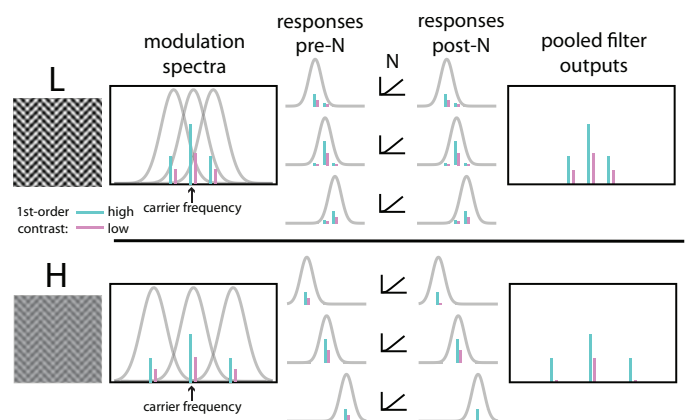 modulation
spectra
responses
pre-N
N
responses
post-N
pooled filter
outputs
L
1st-order
contrast:
high
low
carrier frequency
H
carrier frequency